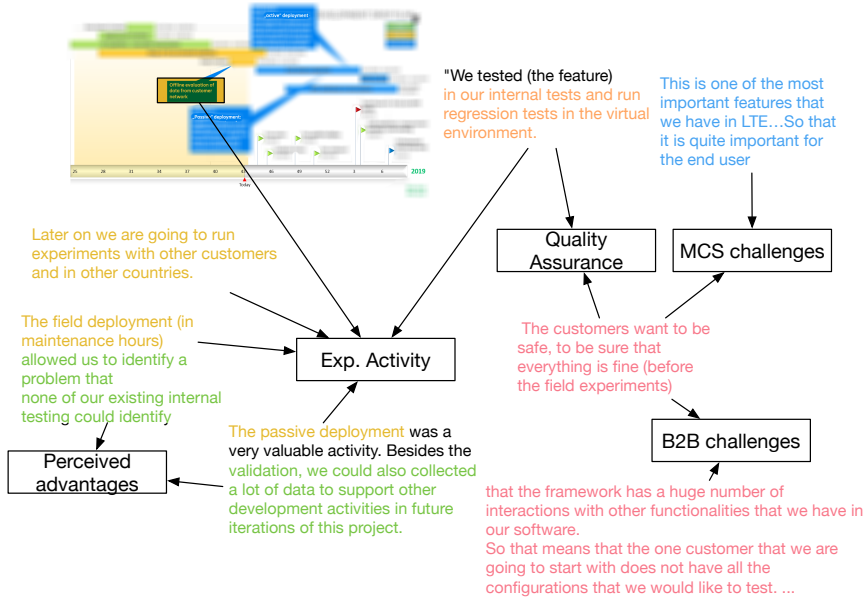 „active" deployment
Offline evaluation of
data from customer
network
„Passive" deployment
25
28
31
34
37
40
43
46
49
52
3
6
2019
Today
"We tested (the feature)
in our internal tests and run
regression tests in the virtual
environment.
This is one of the most
important features that
we have in LTE...So that
it is quite important for
the end user
Later on we are going to run
experiments with other customers
and in other countries.
Quality
Assurance
MCS challenges
The field deployment (in
maintenance hours)
allowed us to identify a
problem that
none of our existing internal
testing could identify
Exp. Activity
The customers want to be
safe, to be sure that
everything is fine (before
the field experiments)
The passive deployment was a
very valuable activity. Besides the
validation, we could also collected
a lot of data to support other
development activities in future
iterations of this project.
B2B challenges
Perceived
advantages
that the framework has a huge number of
interactions with other functionalities that we have in
our software.
So that means that the one customer that we are
going to start with does not have all the
configurations that we would like to test. ...